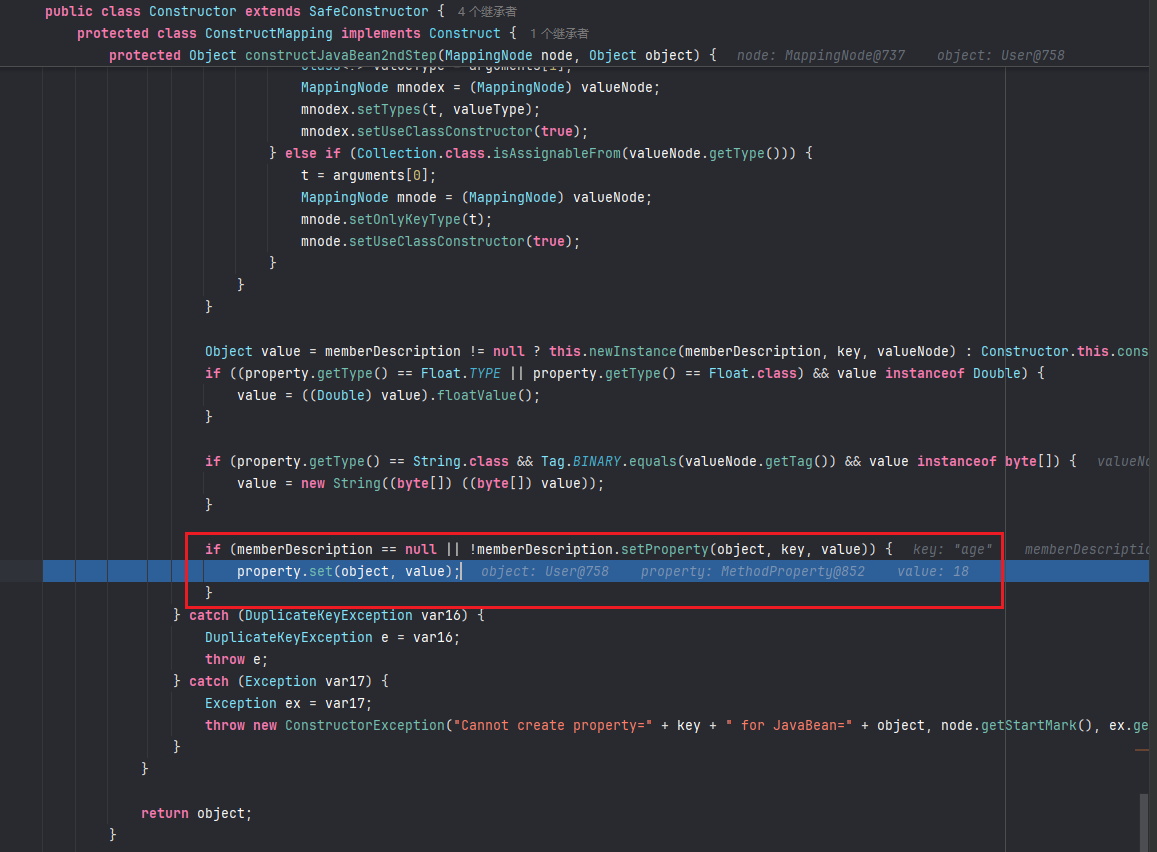 public class Constructor extends SafeConstructor { 4 个继承者
protected class ConstructMapping implements Construct { 1 个继承者
protected Object constructJavaBean2ndStep(MappingNode node, Object object) { node: MappingNode@737 object: User@758
MappingNode mnodex = (MappingNode) valueNode;
mnodex.setTypes(t, valueType);
mnodex.setUseClassConstructor(true);
} else if (Collection.class.isAssignableFrom(valueNode.getType())) {
t = arguments[0];
MappingNode mnode = (MappingNode) valueNode;
mnode.setOnlyKeyType(t);
mnode.setUseClassConstructor(true);
}
}
}
Object value = memberDescription != null ? this.newInstance(memberDescription, key, valueNode) : Constructor.this.cons
if ((property.getType() == Float.TYPE || property.getType() == Float.class) && value instanceof Double) {
value = ((Double) value).floatValue();
}
if (property.getType() == String.class && Tag.BINARY.equals(valueNode.getTag()) && value instanceof byte[]) { valueNo
value = new String((byte[]) ((byte[]) value));
}
if (memberDescription == null || !memberDescription.setProperty(object, key, value)) { key: "age" memberDescriptio
property.set(object, value); object: User@758 property: MethodProperty@852 value: 18
}
} catch (DuplicateKeyException var16) {
DuplicateKeyException e = var16;
throw e;
} catch (Exception var17) {
Exception ex = var17;
throw new ConstructorException("Cannot create property=" + key + " for JavaBean=" + object, node.getStartMark(), ex.ge
}
}
return object;
}